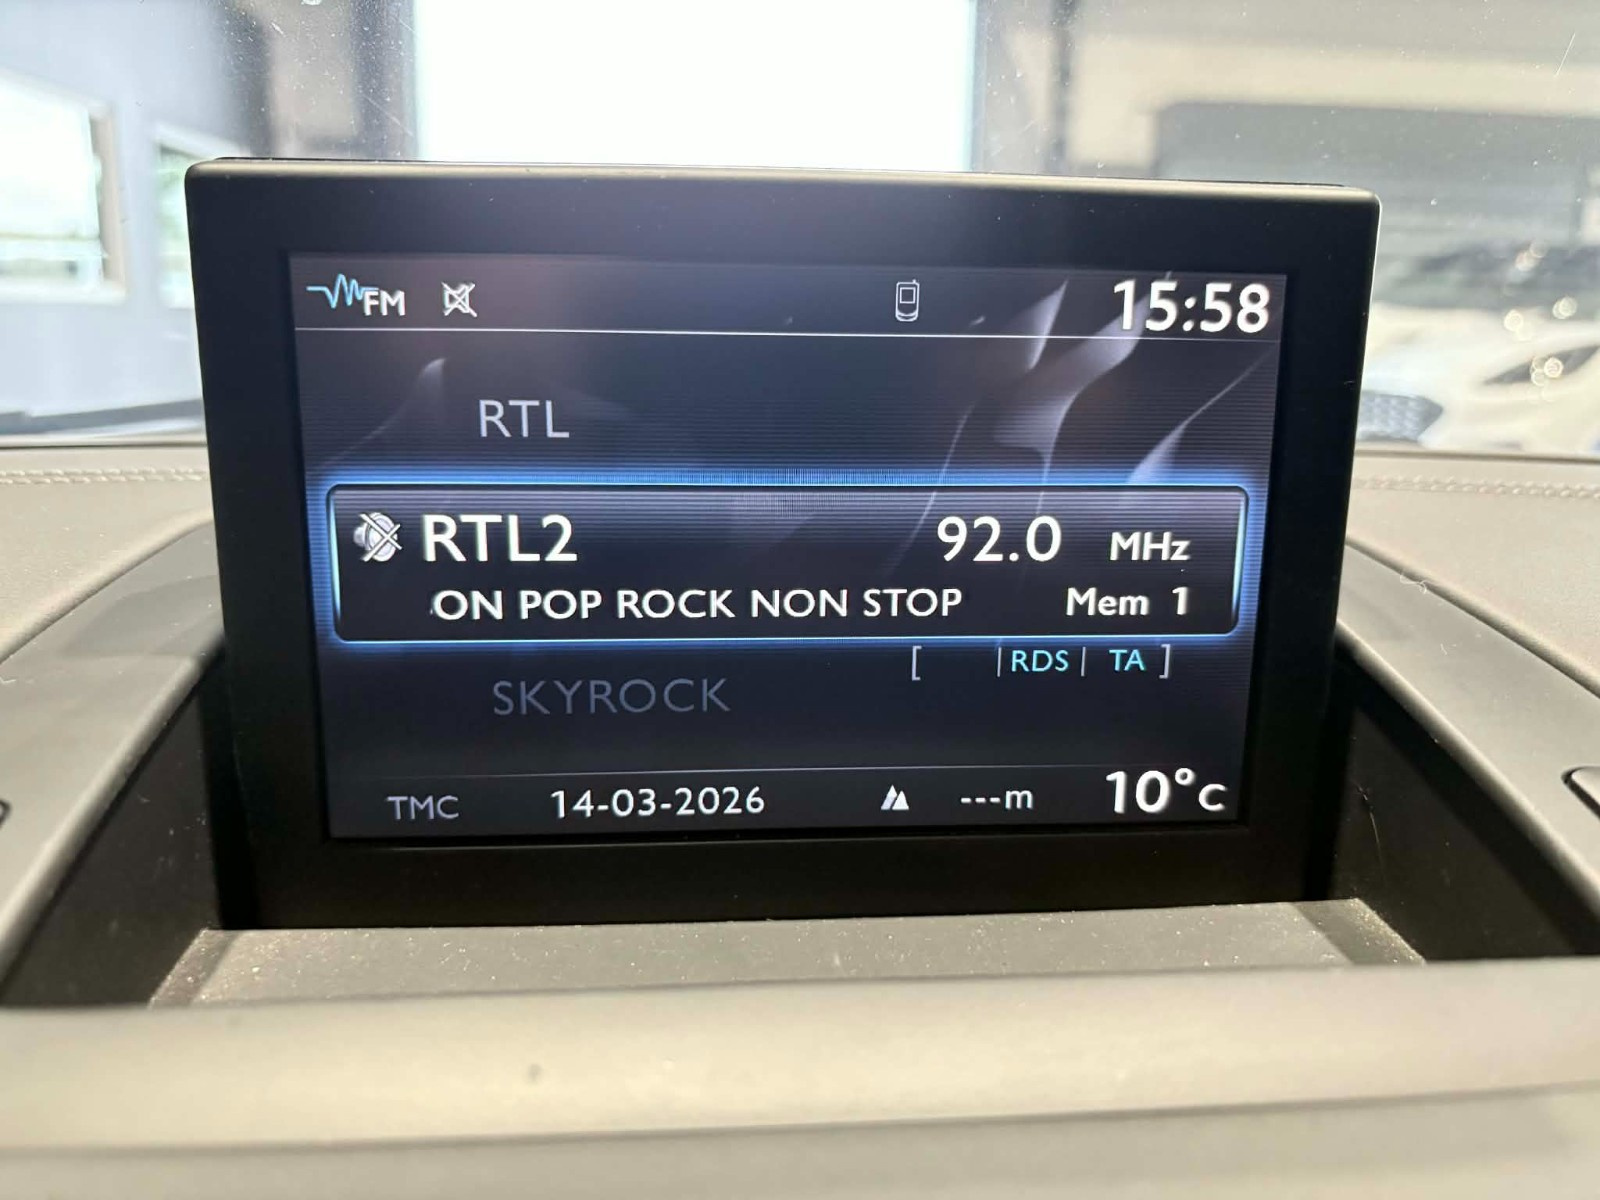 FM 15:58
RTL
RTL2 92.0 MHz
ON POP ROCK NON STOP Mem 1
[ |RDS| TA ]
SKYROCK
TMC 14-03-2026 ---m 10°c